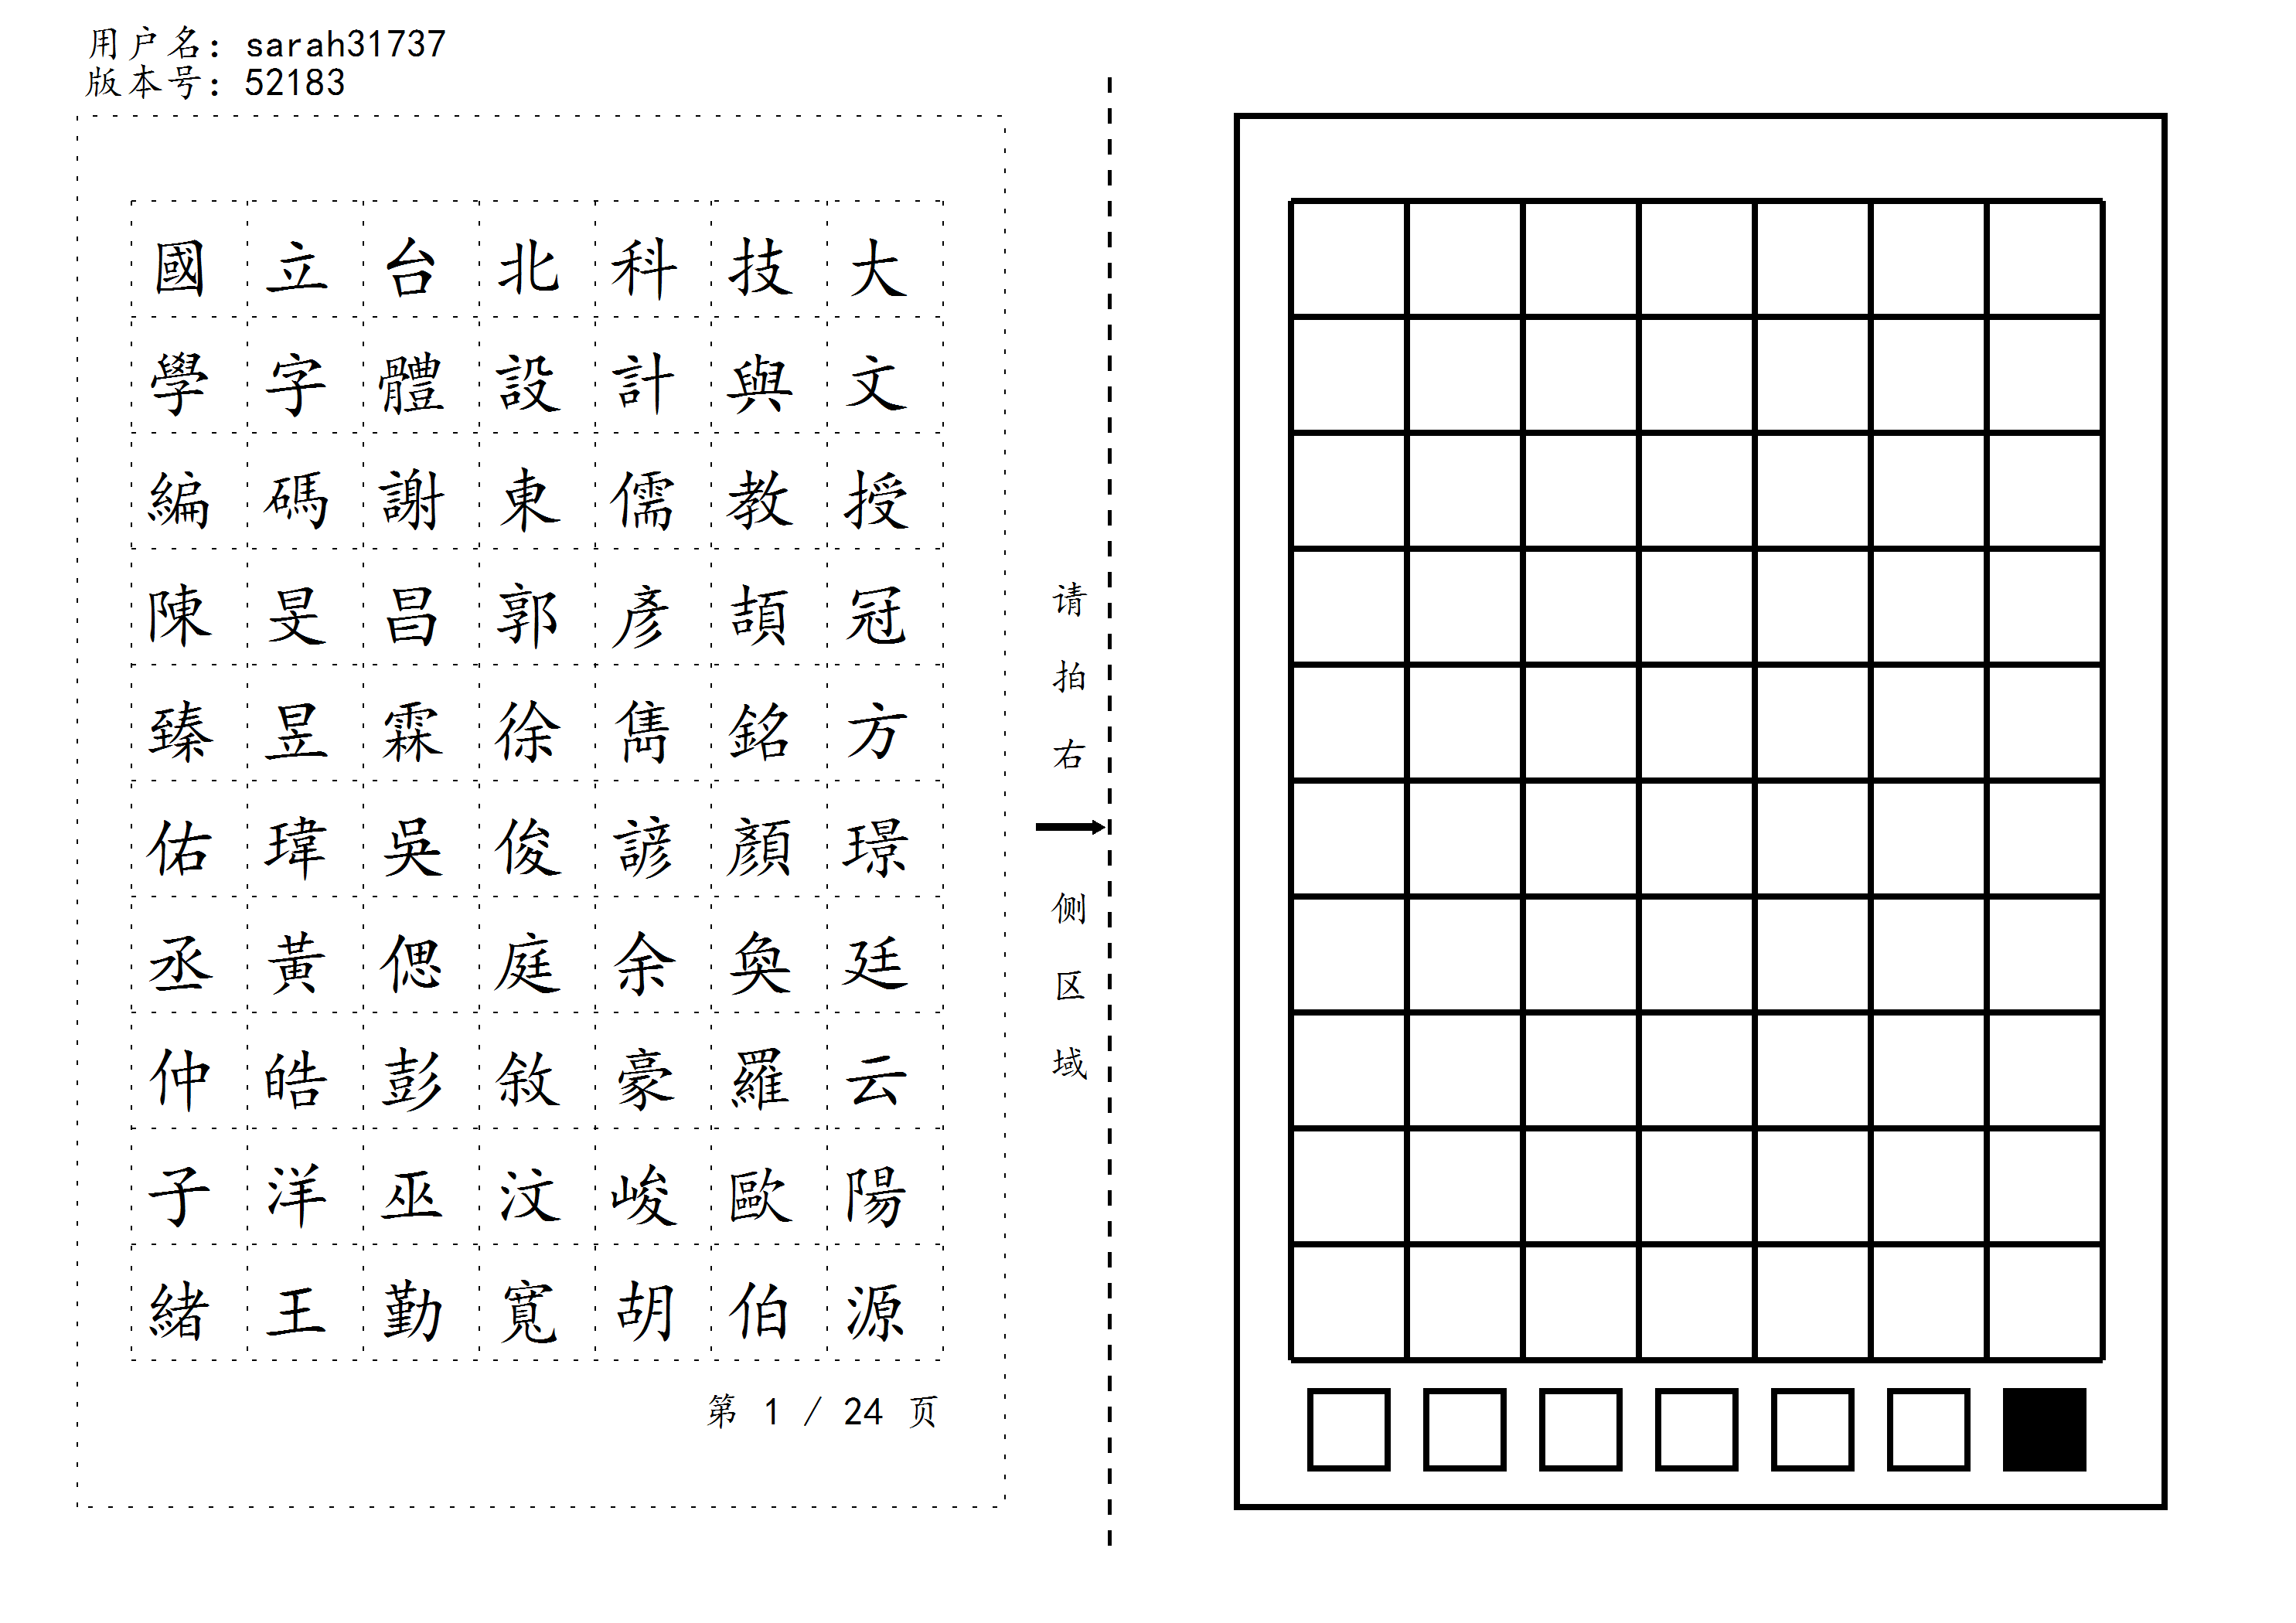 用户名: sarah31737
版本号: 52183
國立台北科技大
學字體設計與文
編碼謝東儒教授
陳旻昌郭彥頡冠
臻昱霖徐雋銘方
佑瑋吳俊諺顏璟
丞黃偲庭余奐廷
仲皓彭敘豪羅云
子洋巫汶峻歐陽
緒王勤寬胡伯源
第 1 / 24 页
请拍右侧区域